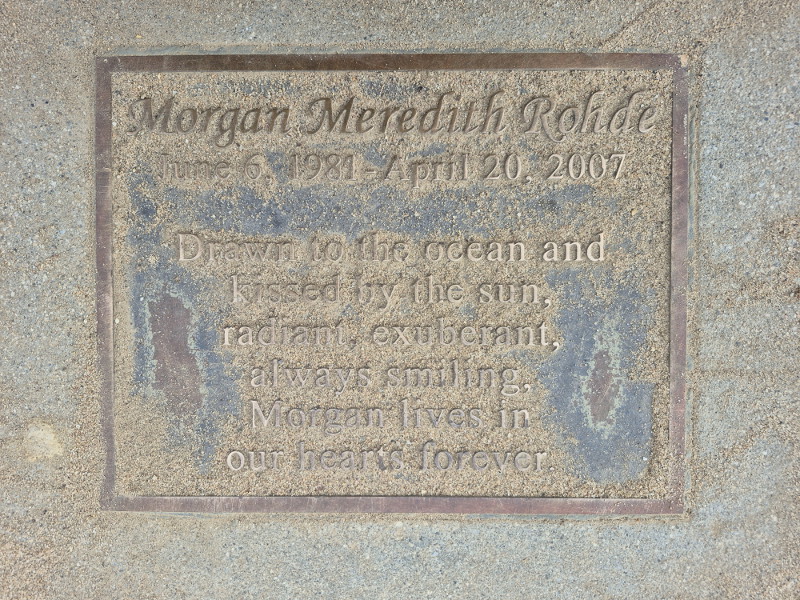 Morgan Meredith Rohde
June 6, 1981 - April 20, 2007
Drawn to the ocean and
kissed by the sun,
radiant, exuberant,
always smiling,
Morgan lives in
our hearts forever